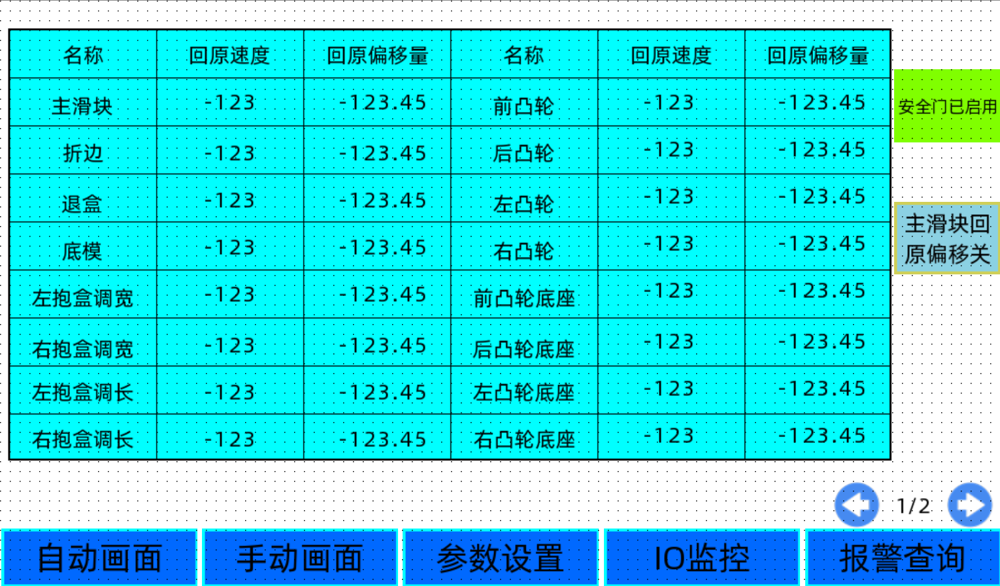 名称 回原速度 回原偏移量 名称 回原速度 回原偏移量
主滑块 -123 -123.45 前凸轮 -123 -123.45
安全门已启用
折边 -123 -123.45 后凸轮 -123 -123.45
退盒 -123 -123.45 左凸轮 -123 -123.45
主滑块回
原偏移关
底模 -123 -123.45 右凸轮 -123 -123.45
左抱盒调宽 -123 -123.45 前凸轮底座 -123 -123.45
右抱盒调宽 -123 -123.45 后凸轮底座 -123 -123.45
左抱盒调长 -123 -123.45 左凸轮底座 -123 -123.45
右抱盒调长 -123 -123.45 右凸轮底座 -123 -123.45
1/2
自动画面 手动画面 参数设置 IO监控 报警查询